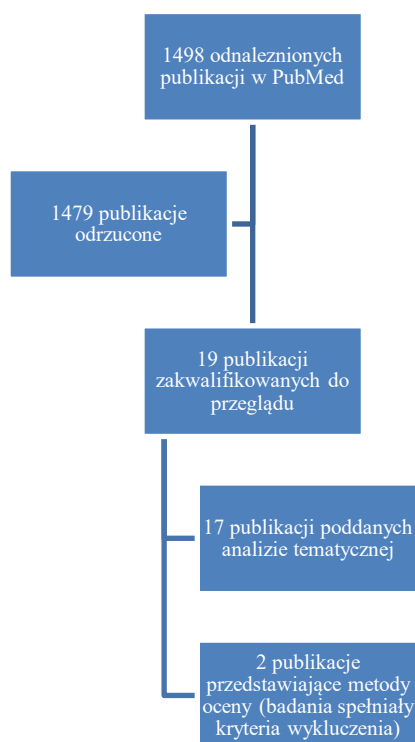 1498 odnaleznionych
publikacji w PubMed
1479 publikacje
odrzucone
19 publikacji
zakwalifikowanych do
przeglądu
17 publikacji poddanych
analizie tematycznej
2 publikacje
przedstawiające metody
oceny (badania spełniały
kryteria wykluczenia)